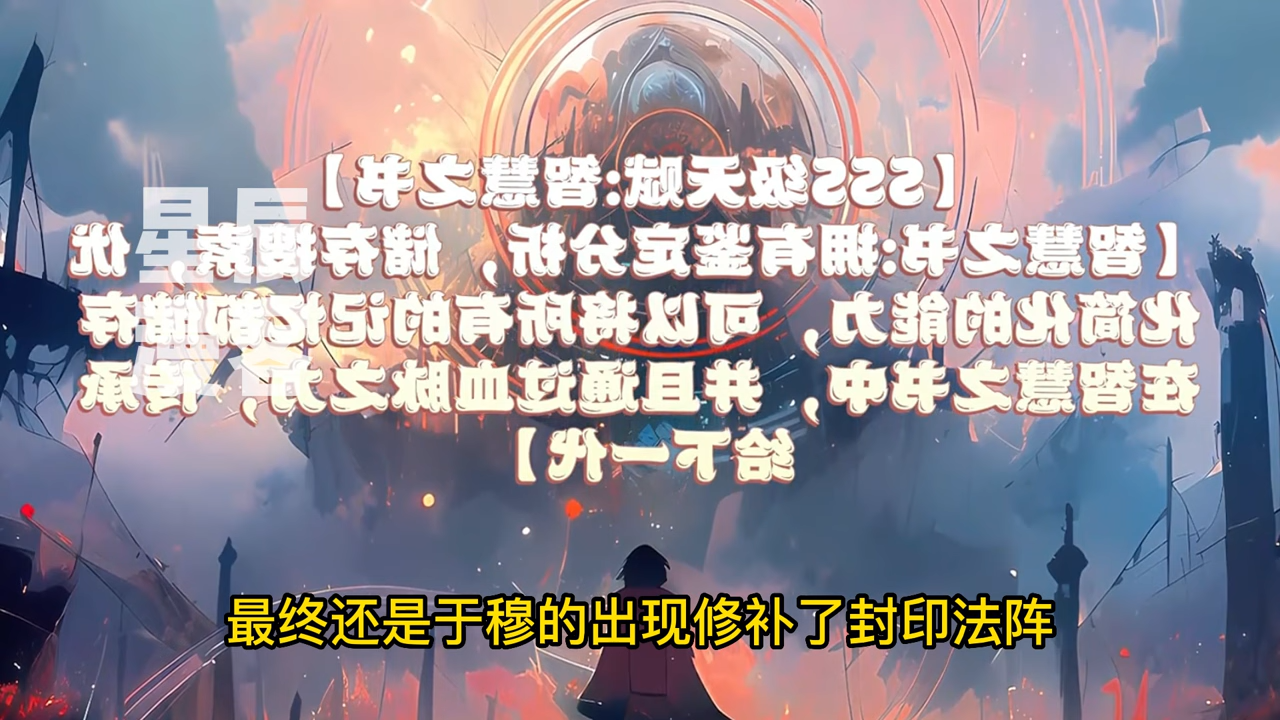 【SSS级天赋:智慧之书】
【智慧之书:拥有鉴定分析，储存搜索，优
化简化的能力，可以将所有的记忆都储存
在智慧之书中，并且通过血脉之力，传承
给下一代】
星辰
最终还是于穆的出现修补了封印法阵